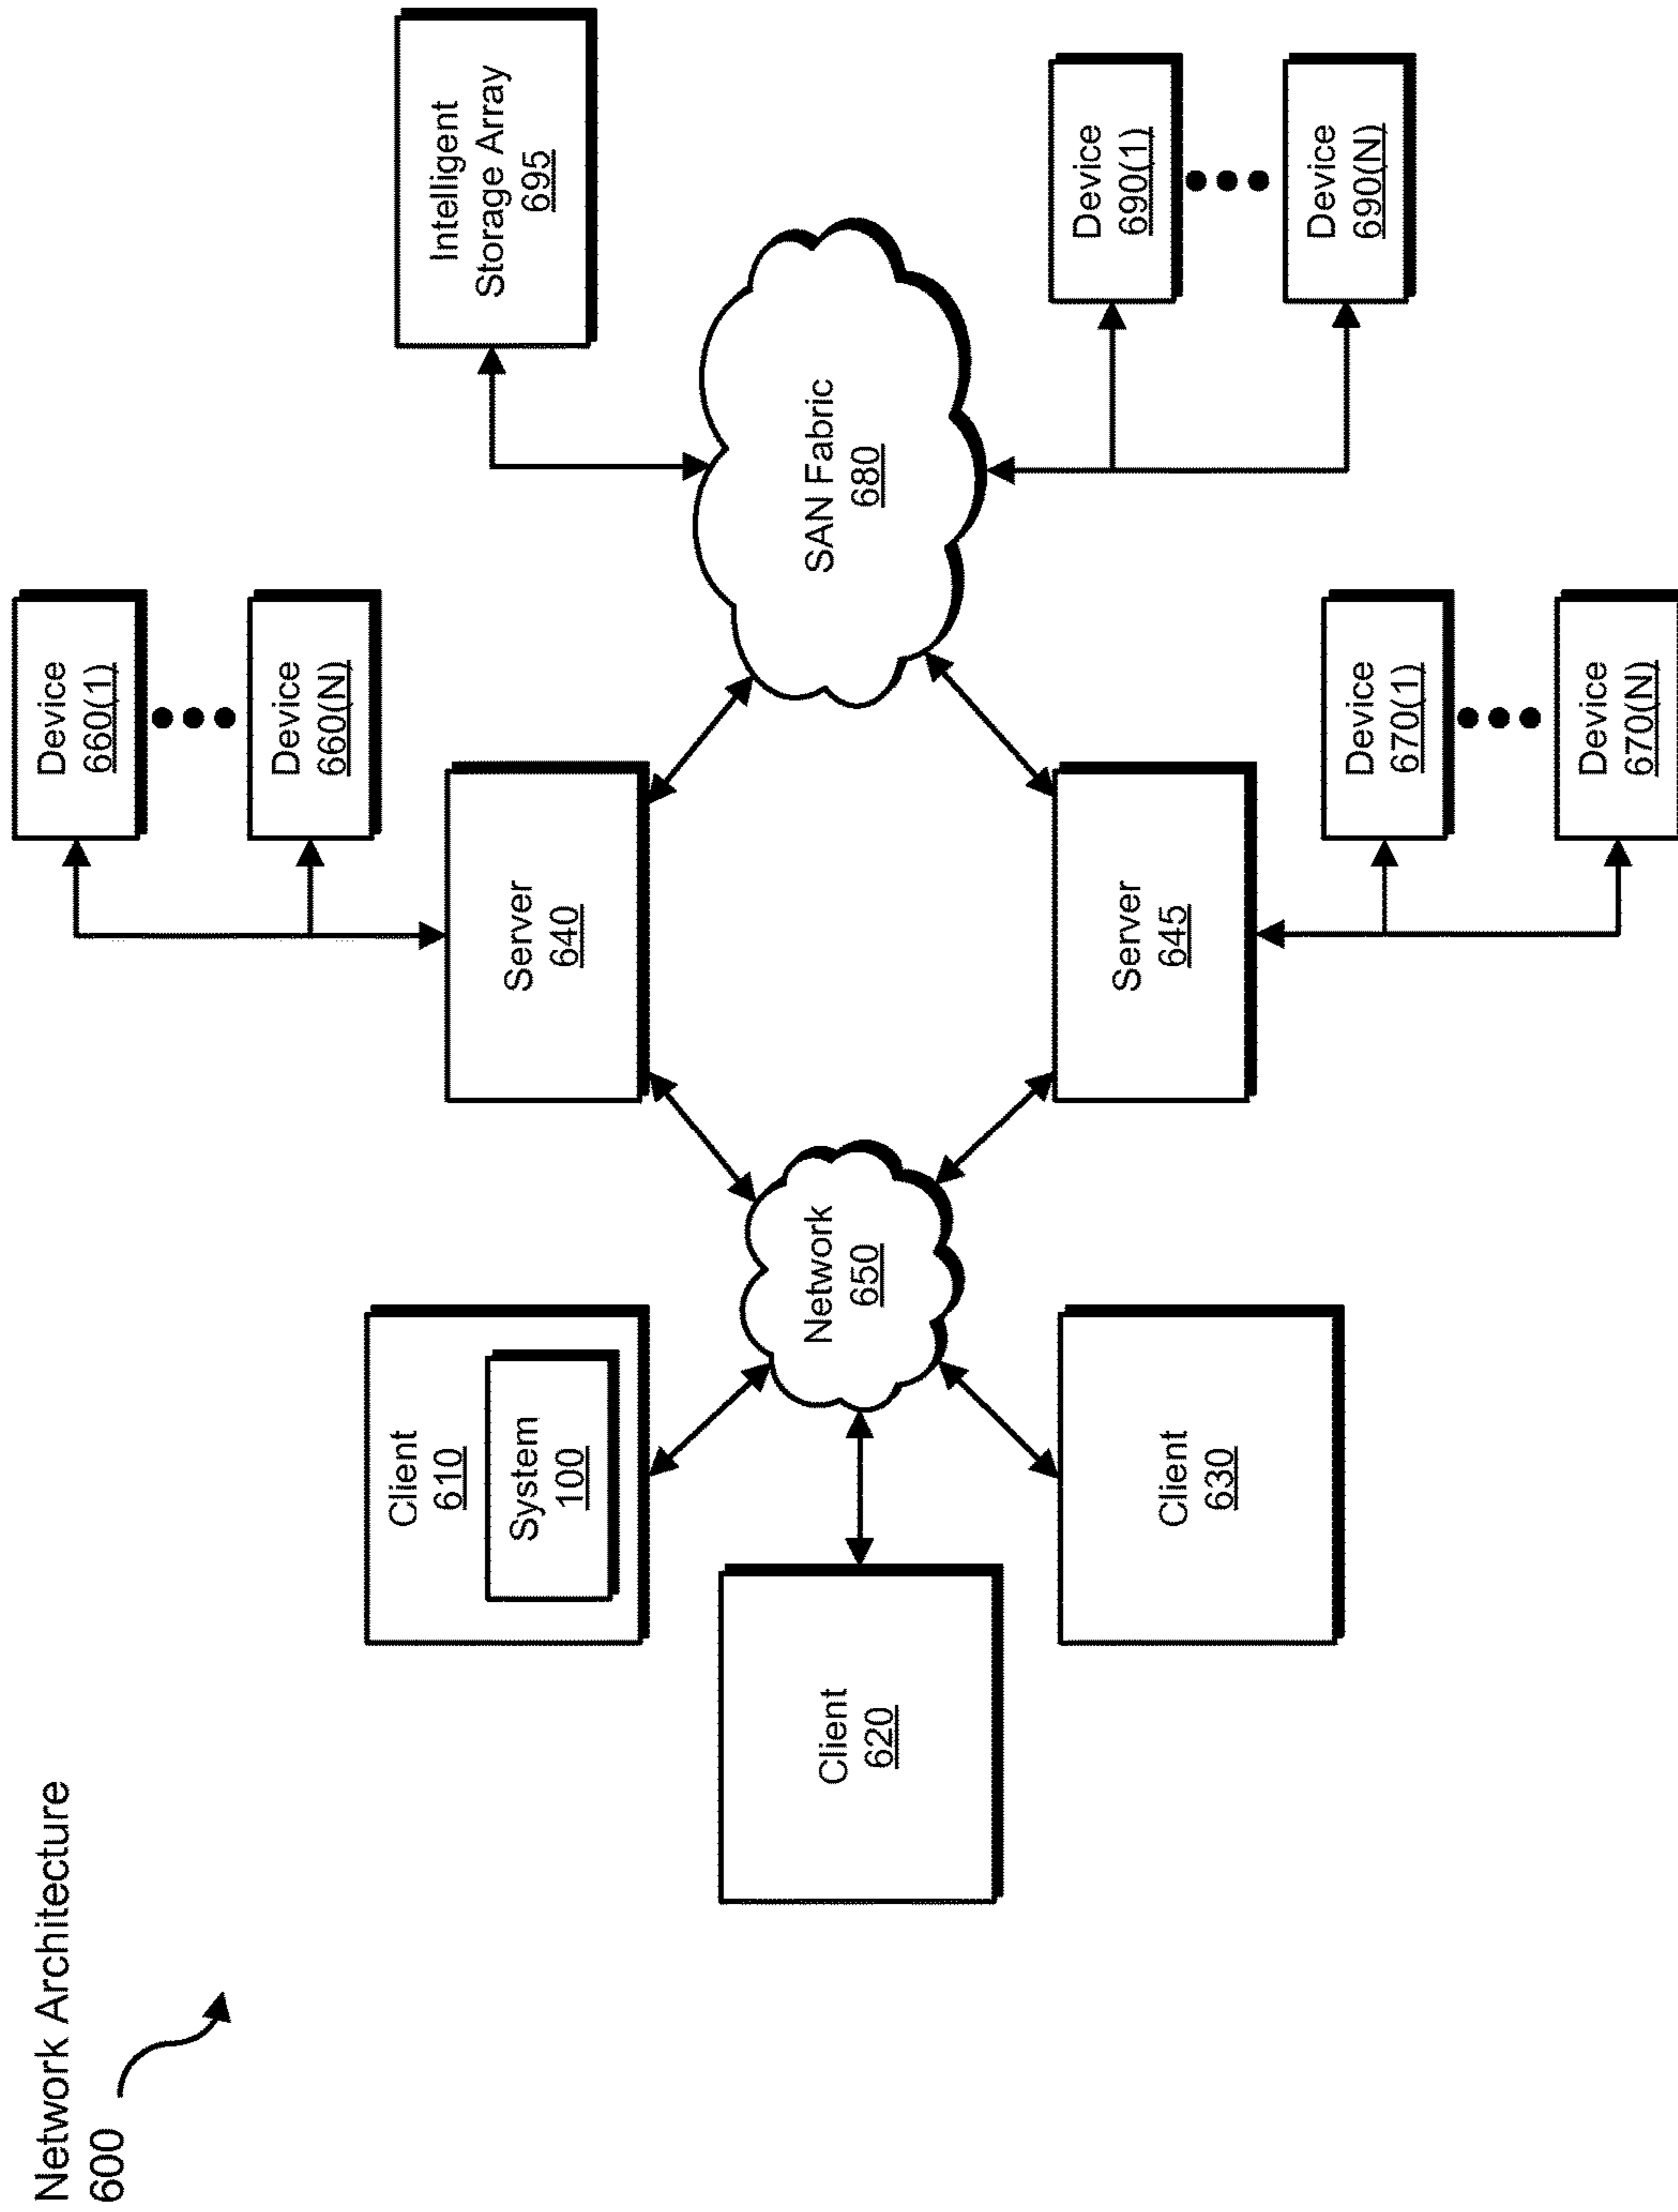 Network Architecture
600
Device
660(1)
Device
660(N)
Intelligent
Storage Array
695
Client
610
System
100
Server
640
Client
620
Network
650
SAN Fabric
680
Client
630
Server
645
Device
690(1)
Device
690(N)
Device
670(1)
Device
670(N)